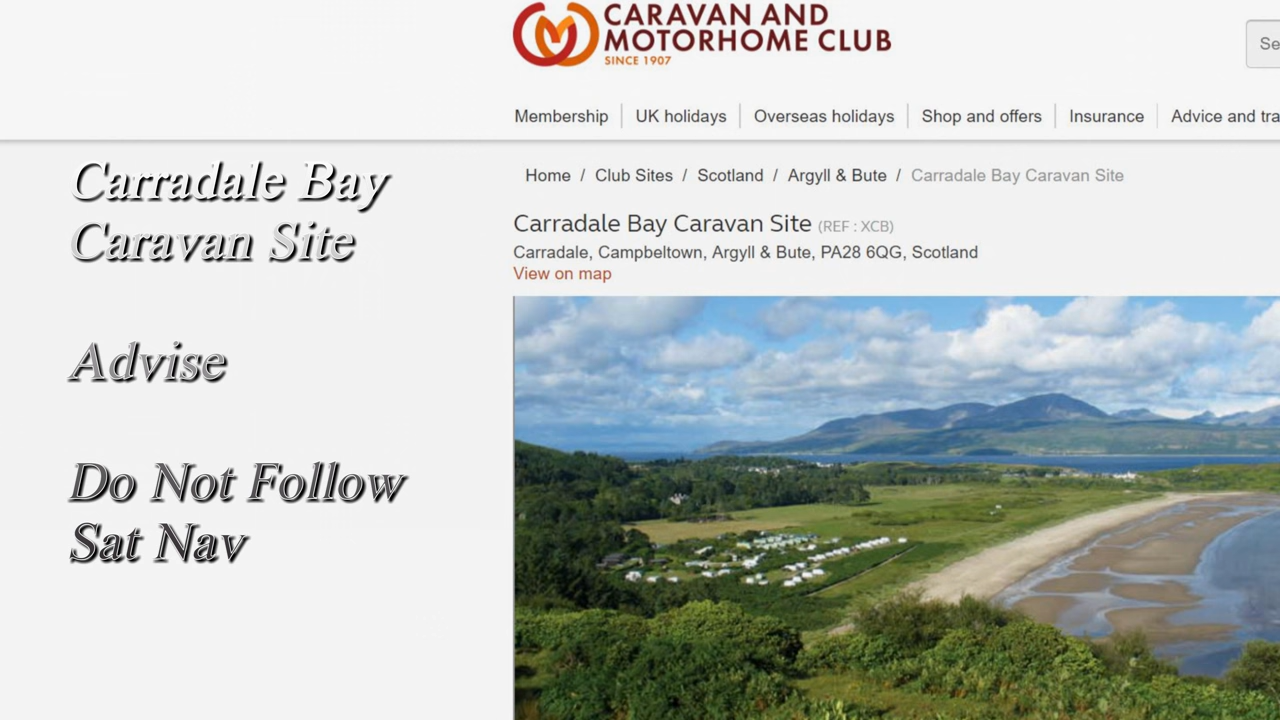 CARAVAN AND
MOTORHOME CLUB
SINCE 1907
Se
Membership
UK holidays
Overseas holidays
Shop and offers
Insurance
Advice and tra
Carradale Bay
Caravan Site
Advise
Do Not Follow
Sat Nav
Home / Club Sites / Scotland / Argyll & Bute / Carradale Bay Caravan Site
Carradale Bay Caravan Site (REF : XCB)
Carradale, Campbeltown, Argyll & Bute, PA28 6QG, Scotland
View on map